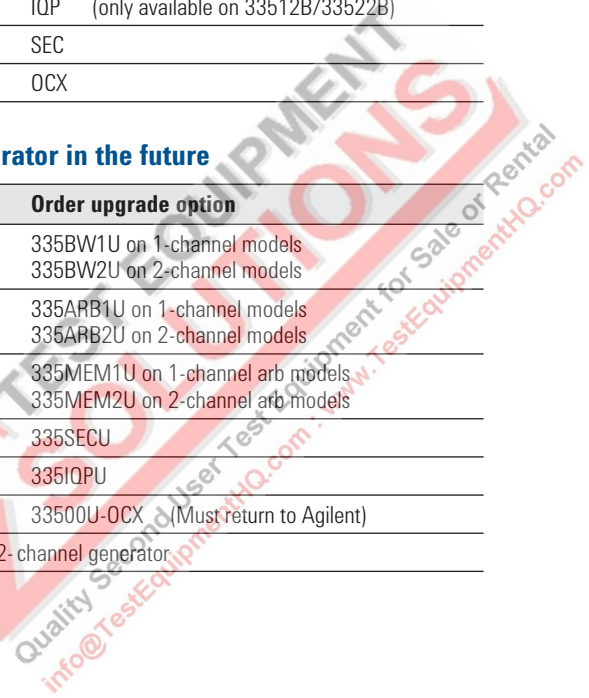 IQP (only available on 33512B/33522B)
SEC
OCX
rator in the future
Order upgrade option
335BW1U on 1-channel models
335BW2U on 2-channel models
335ARB1U on 1-channel models
335ARB2U on 2-channel models
335MEM1U on 1-channel arb models
335MEM2U on 2-channel arb models
335SECU
335IQPU
33500U-OCX (Must return to Agilent)
2- channel generator
TEST EQUIPMENT
SOLUTIONS
Quality Second User Test Equipment for Sale or Rental
info@TestEquipmentHQ.com : www.TestEquipmentHQ.com